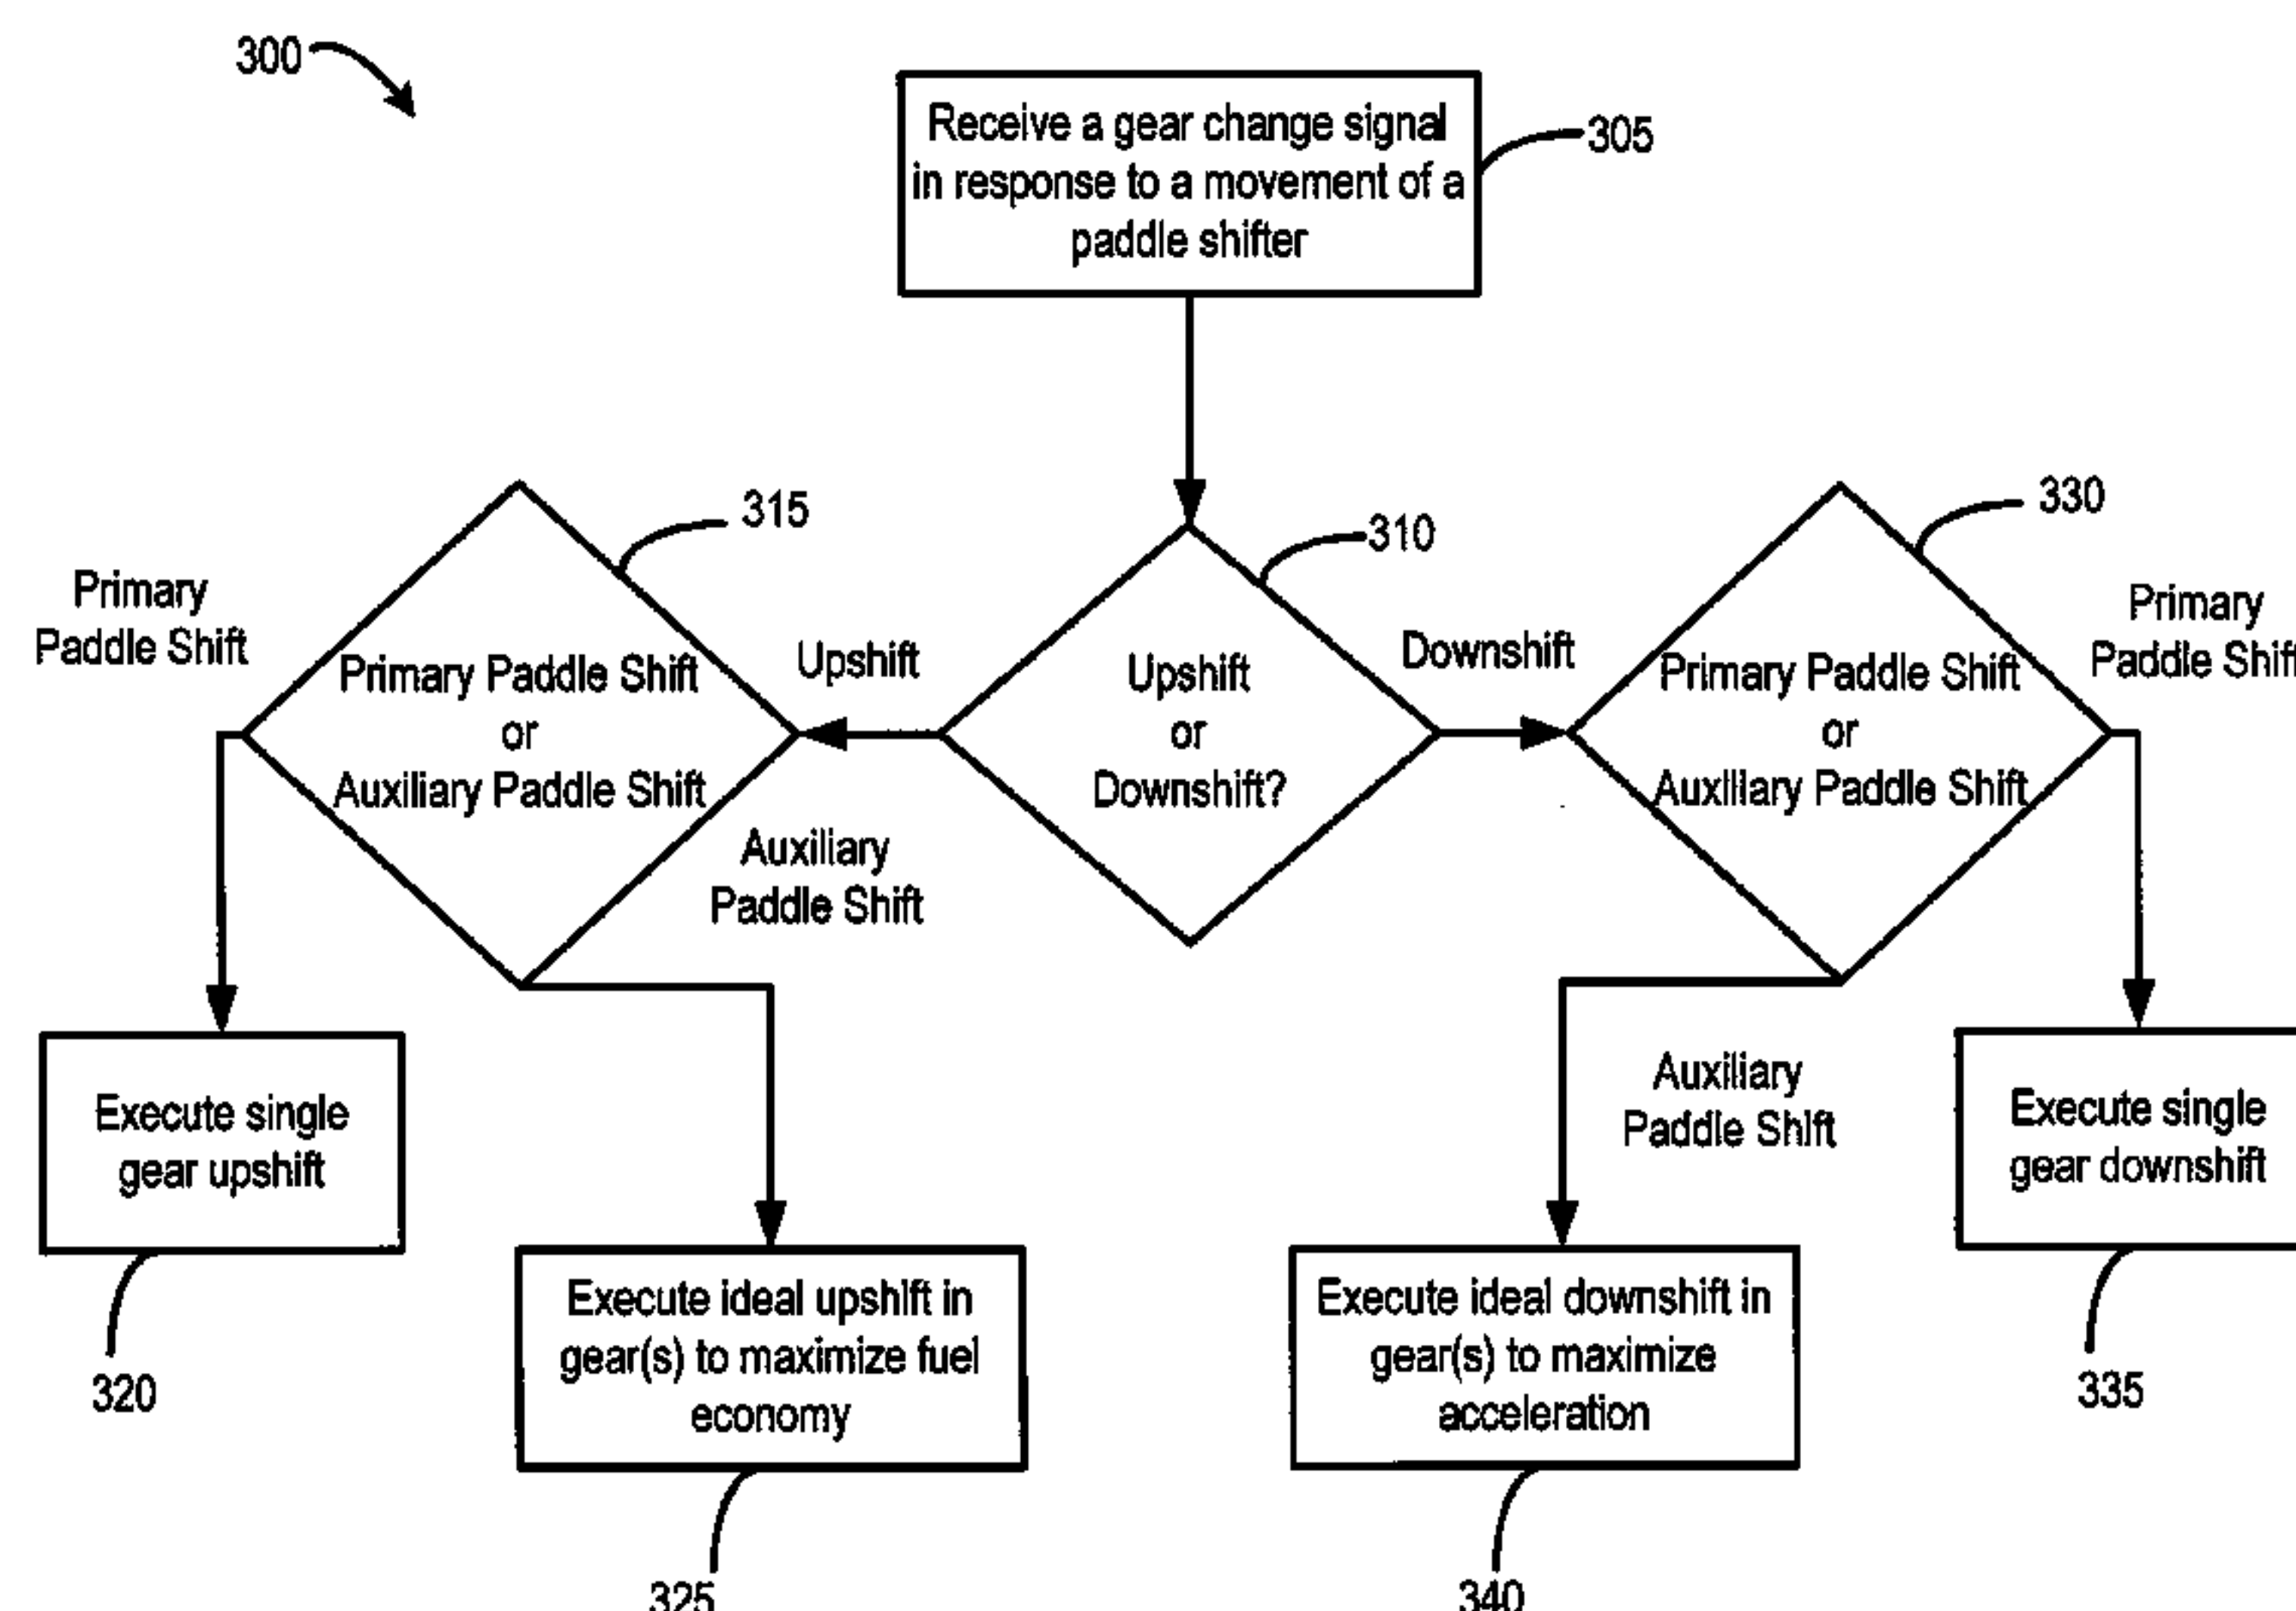 300
Receive a gear change signal
in response to a movement of a
paddle shifter
305
315
310
330
Primary
Paddle Shift
Primary Paddle Shift
or
Auxiliary Paddle Shift
Upshift
Upshift
or
Downshift?
Downshift
Primary Paddle Shift
or
Auxiliary Paddle Shift
Primary
Paddle Shift
Auxiliary
Paddle Shift
Auxiliary
Paddle Shift
Execute single
gear upshift
Execute single
gear downshift
Execute ideal upshift in
gear(s) to maximize fuel
economy
Execute ideal downshift in
gear(s) to maximize
acceleration
320
335
325
340